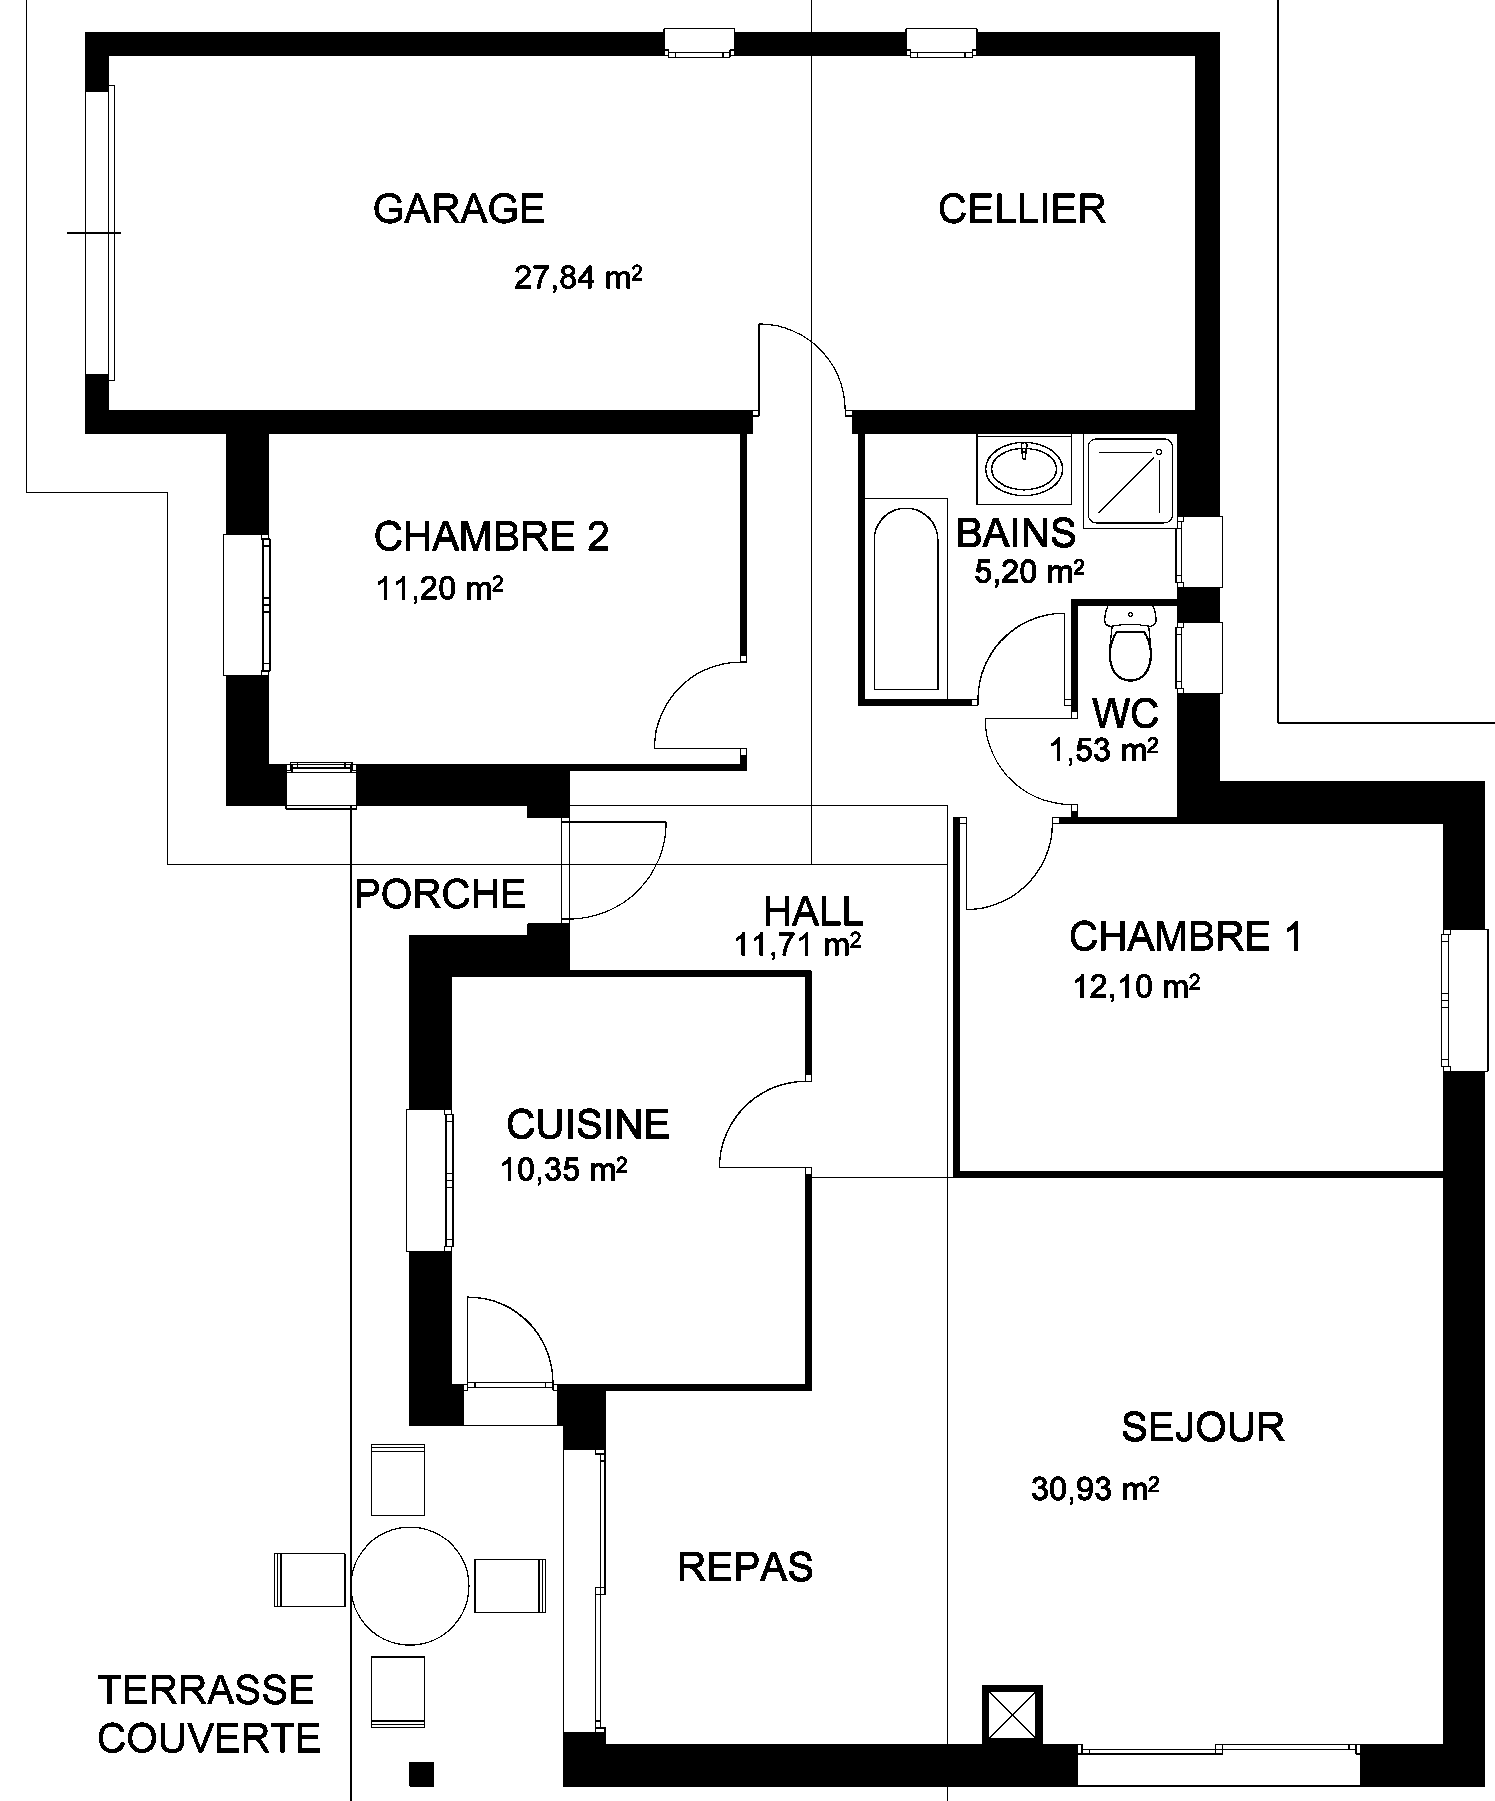 GARAGE
27,84 m²
CELLIER
CHAMBRE 2
11,20 m²
BAINS
5,20 m²
WC
1,53 m²
PORCHE
HALL
11,71 m²
CHAMBRE 1
12,10 m²
CUISINE
10,35 m²
SEJOUR
30,93 m²
REPAS
TERRASSE
COUVERTE